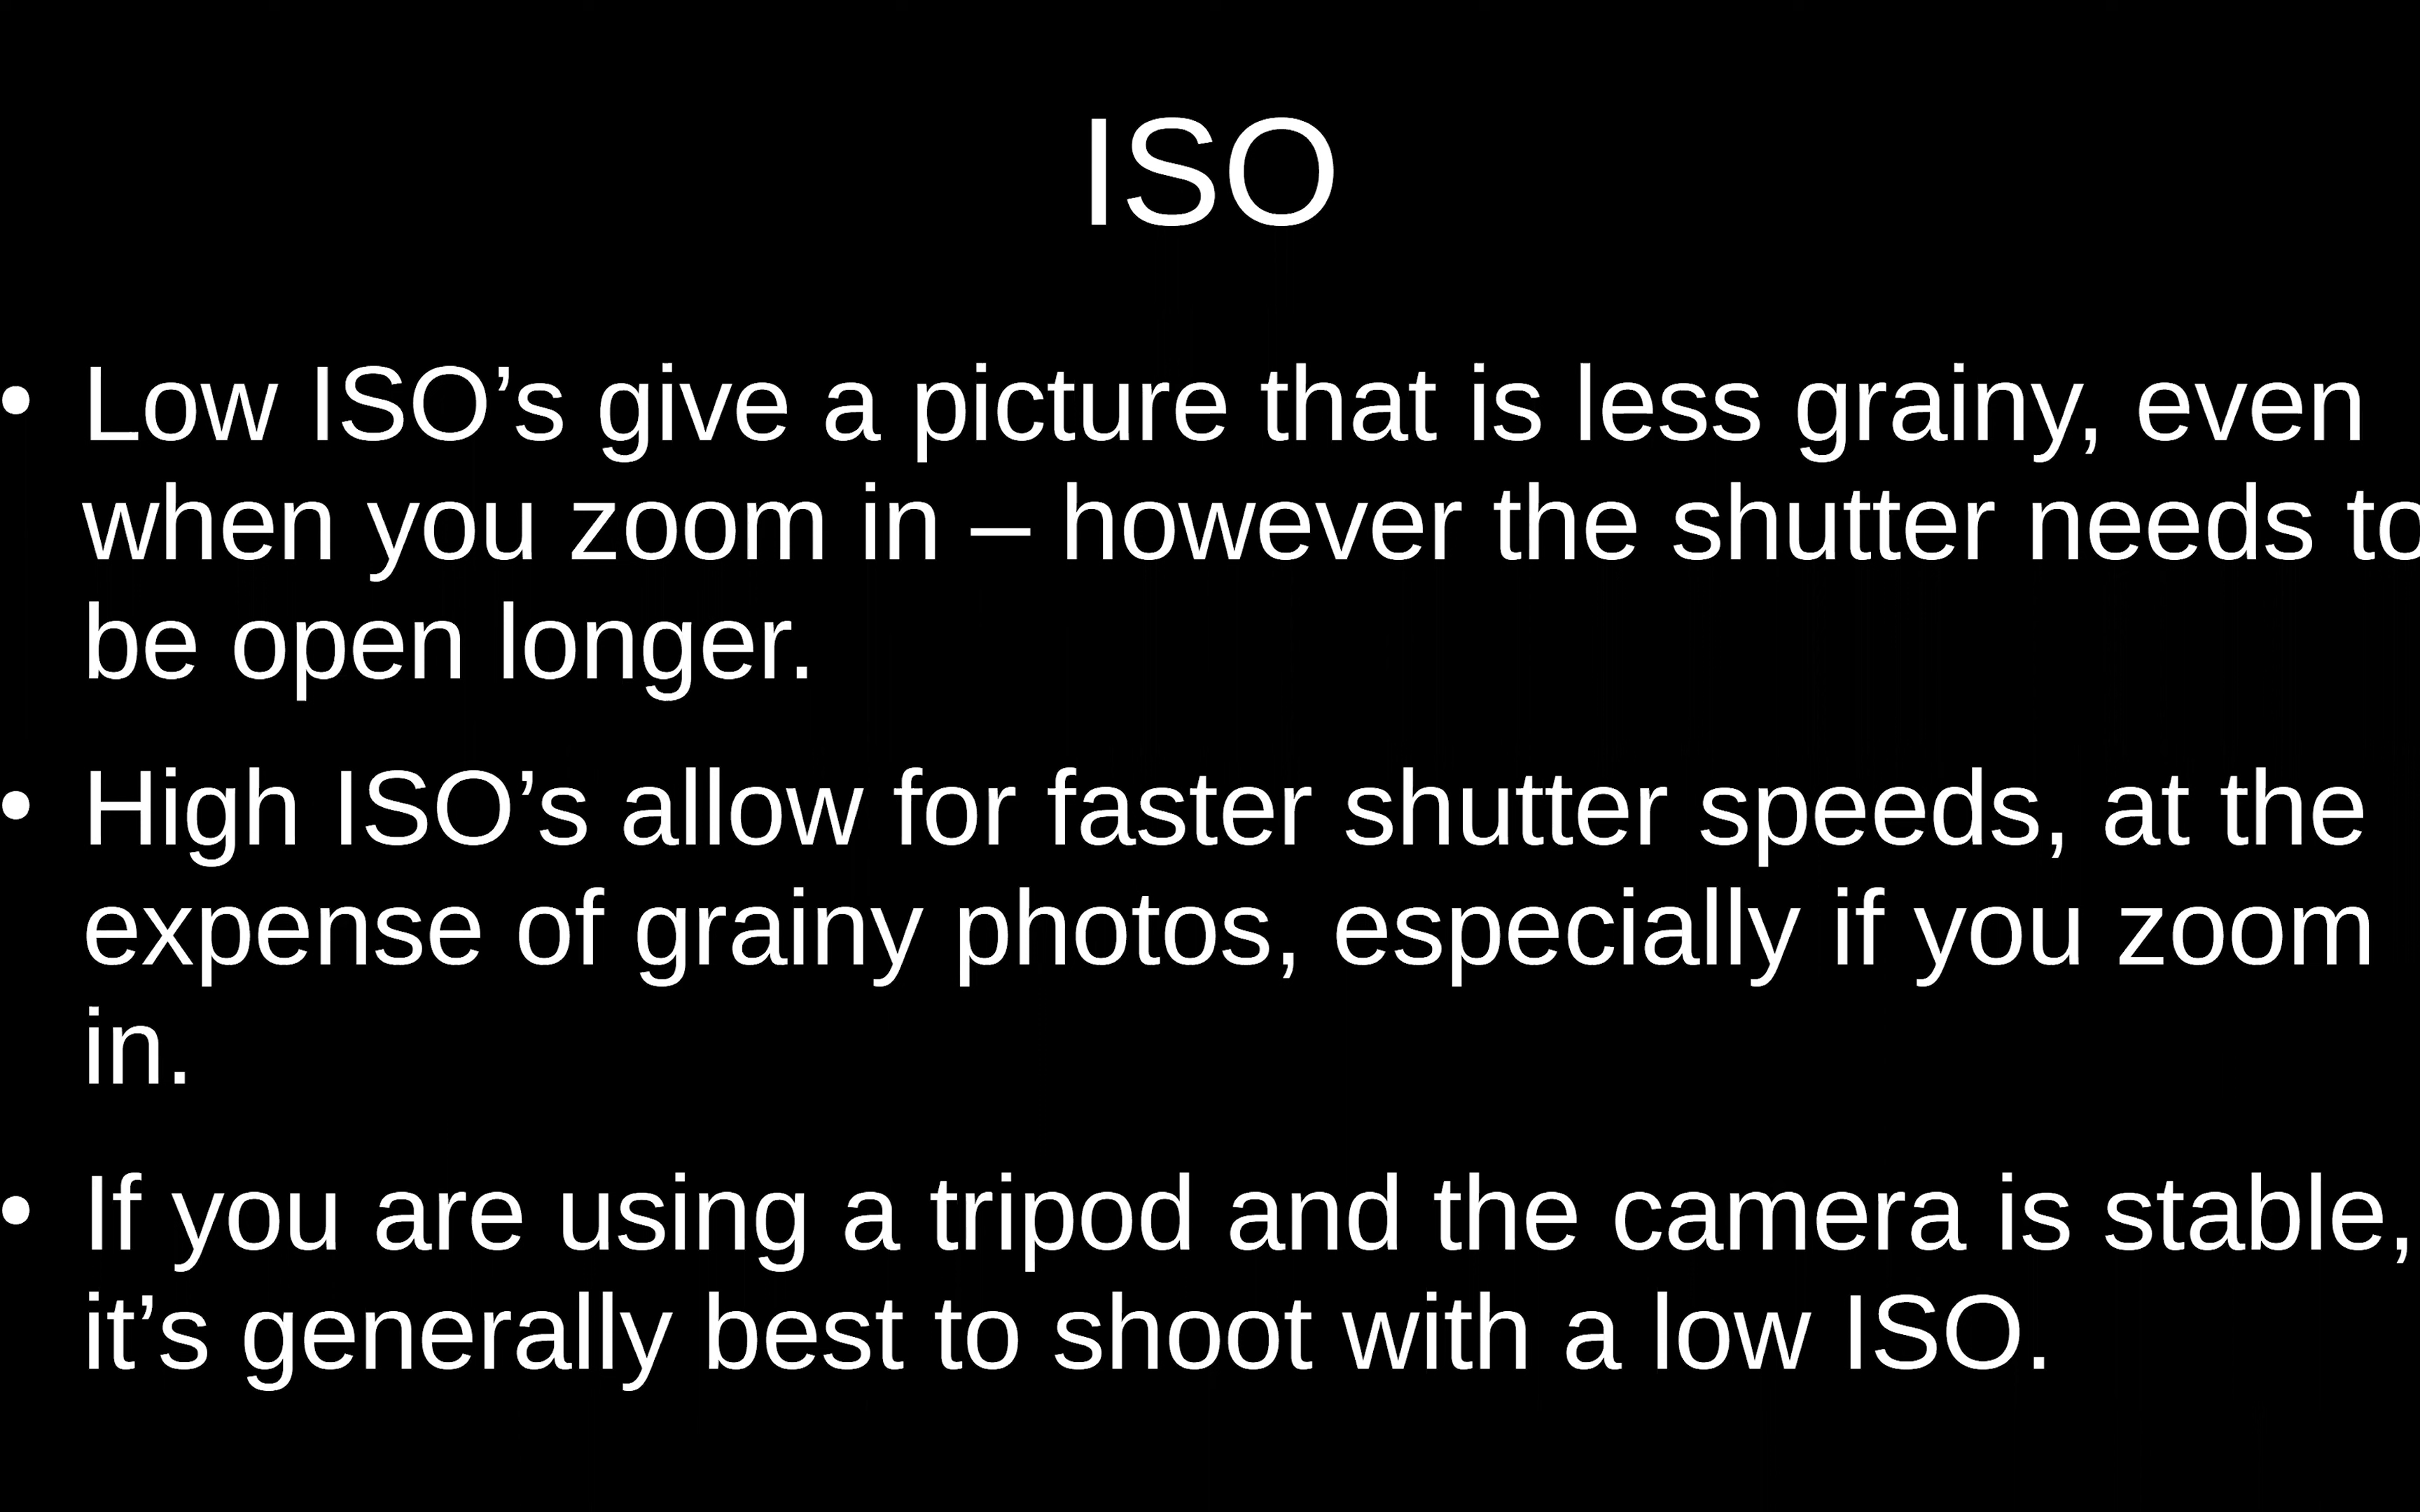 ISO
• Low ISO’s give a picture that is less grainy, even
when you zoom in – however the shutter needs to
be open longer.
• High ISO’s allow for faster shutter speeds, at the
expense of grainy photos, especially if you zoom
in.
• If you are using a tripod and the camera is stable,
it’s generally best to shoot with a low ISO.